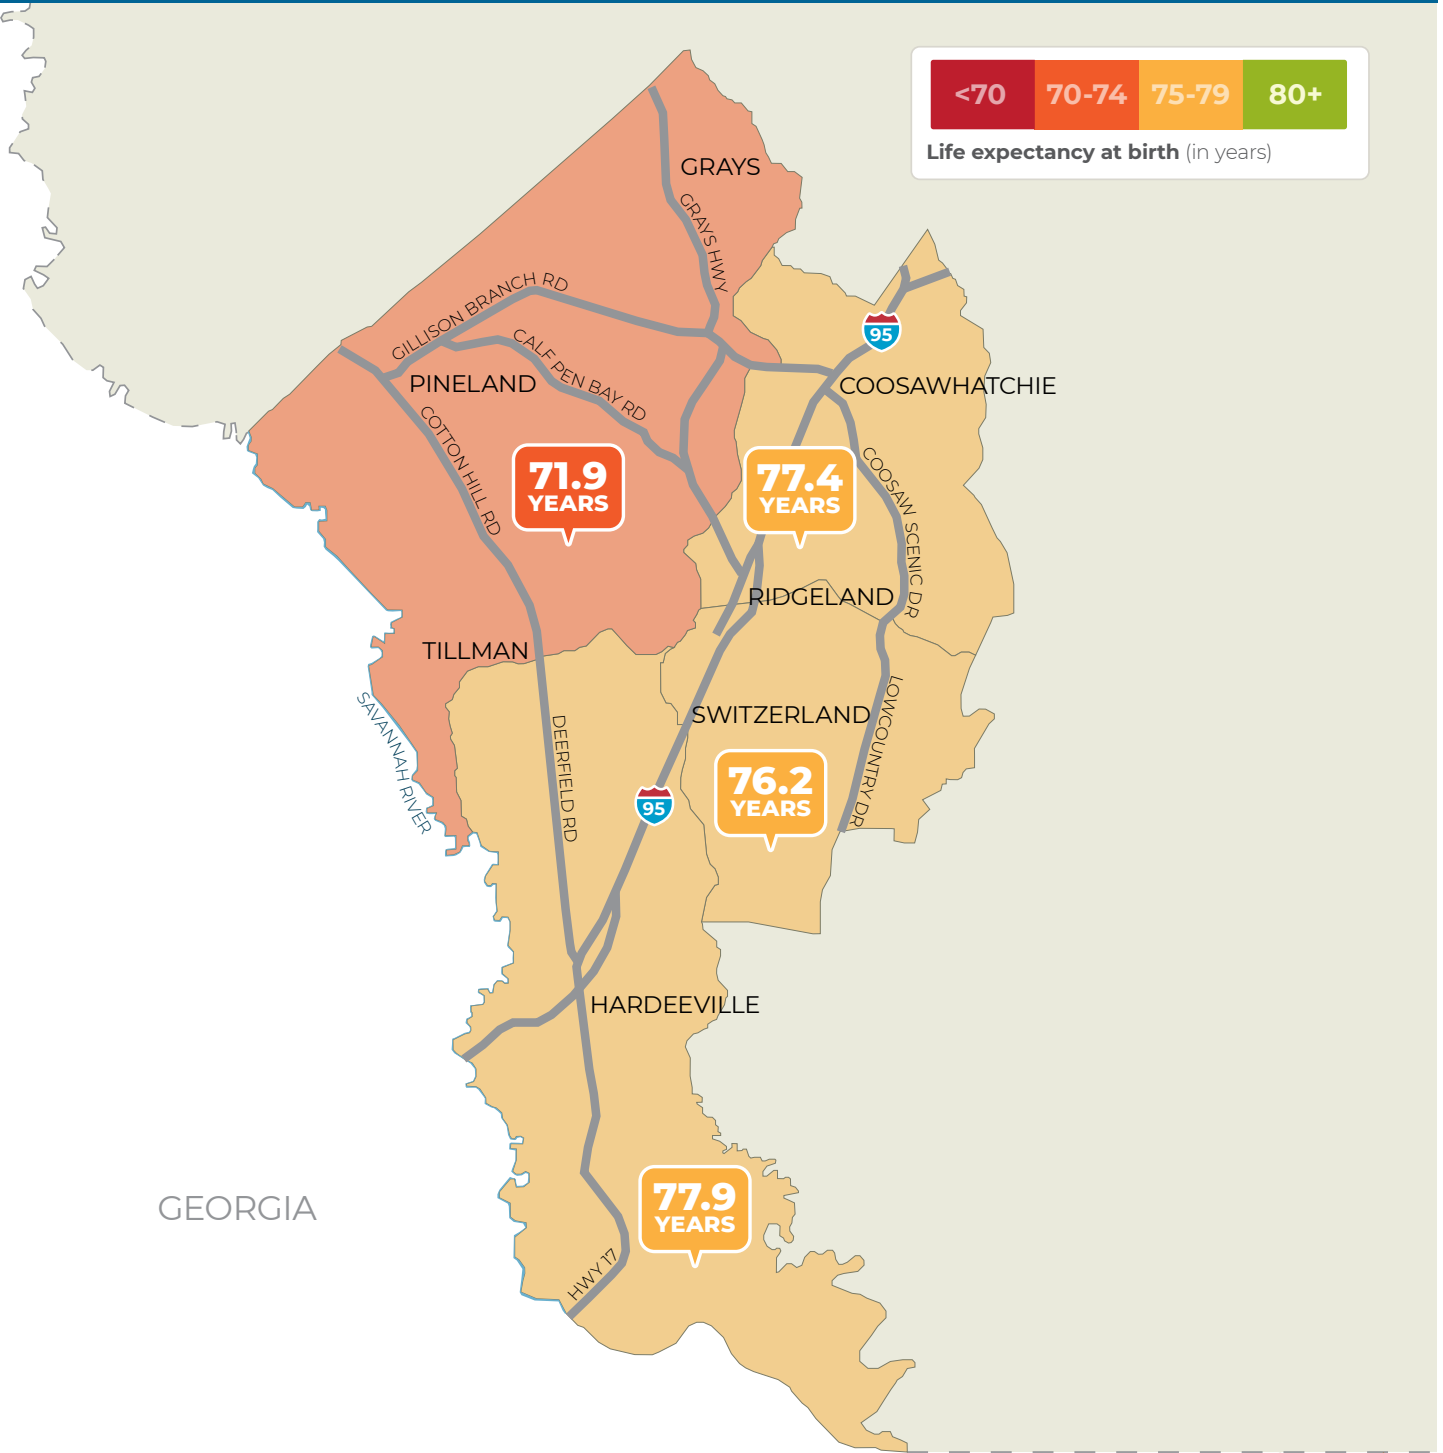 <70 70-74 75-79 80+
Life expectancy at birth (in years)
GRAYS
GRAYS HWY
GILLISON BRANCH RD
95
CALF PEN BAY RD
PINELAND
COOSAWHATCHIE
COTTON HILL RD
71.9
YEARS
77.4
YEARS
COOSAW SCENIC DR
RIDGELAND
TILLMAN
SAVANNAH RIVER
SWITZERLAND
LOWCOUNTRY DR
DEERFIELD RD
76.2
YEARS
95
HARDEEVILLE
GEORGIA
77.9
YEARS
HWY 17